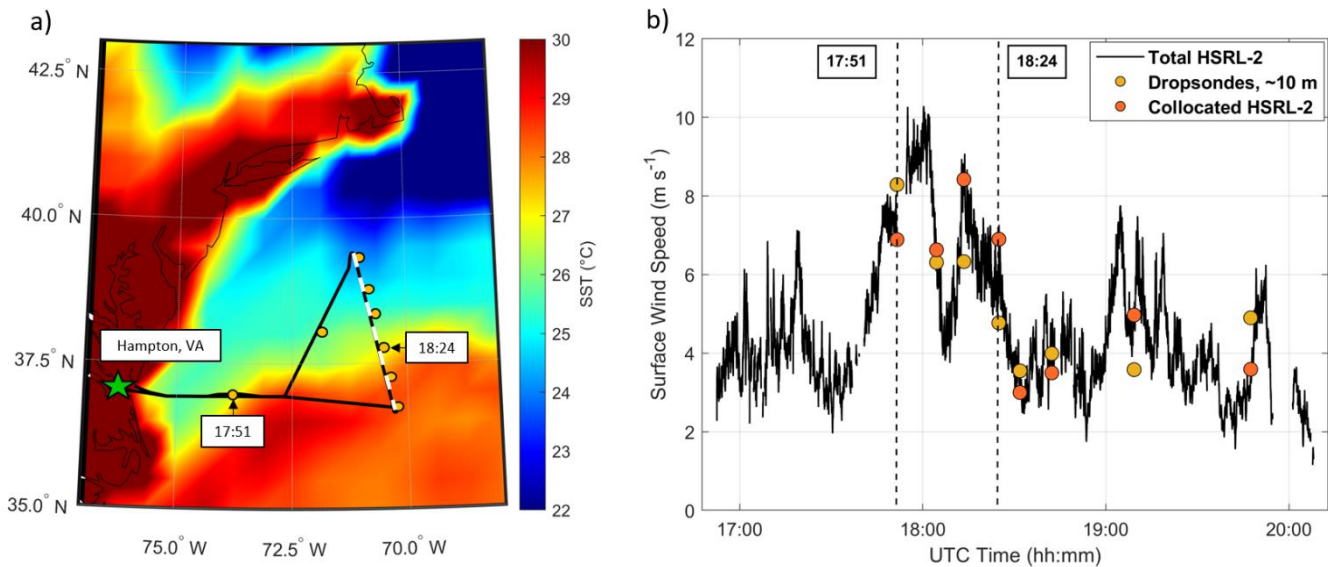 a)
42.5° N
40.0° N
37.5° N
35.0° N
75.0° W
72.5° W
70.0° W
Hampton, VA
17:51
18:24
30
29
28
27
26
25
24
23
22
SST (°C)
b)
12
10
8
6
4
2
0
Surface Wind Speed (m s⁻¹)
17:51
18:24
Total HSRL-2
Dropsondes, ~10 m
Collocated HSRL-2
17:00
18:00
19:00
20:00
UTC Time (hh:mm)